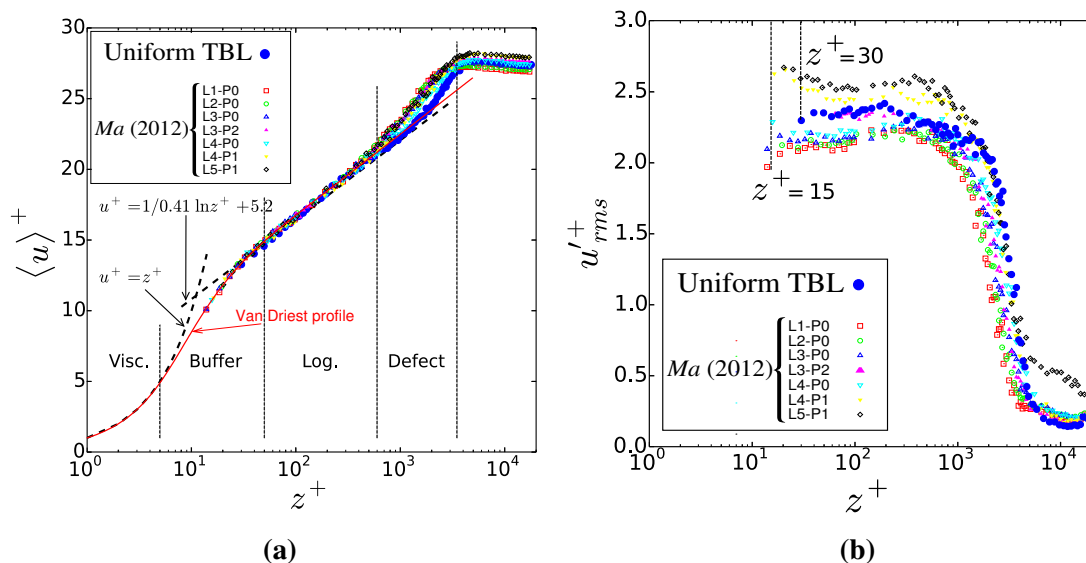 30
25
20
15
10
5
0
10^0
10^1
10^2
10^3
10^4
⟨u⟩^+
z^+
Uniform TBL
Ma (2012)
L1-P0
L2-P0
L3-P0
L3-P2
L4-P0
L4-P1
L5-P1
u^+ =1/0.41 lnz^+ +5.2
u^+ =z^+
Van Driest profile
Visc.
Buffer
Log.
Defect
(a)
3.0
2.5
2.0
1.5
1.0
0.5
0.0
10^0
10^1
10^2
10^3
10^4
u'^+_rms
z^+
z^+=30
z^+=15
Uniform TBL
Ma (2012)
L1-P0
L2-P0
L3-P0
L3-P2
L4-P0
L4-P1
L5-P1
(b)